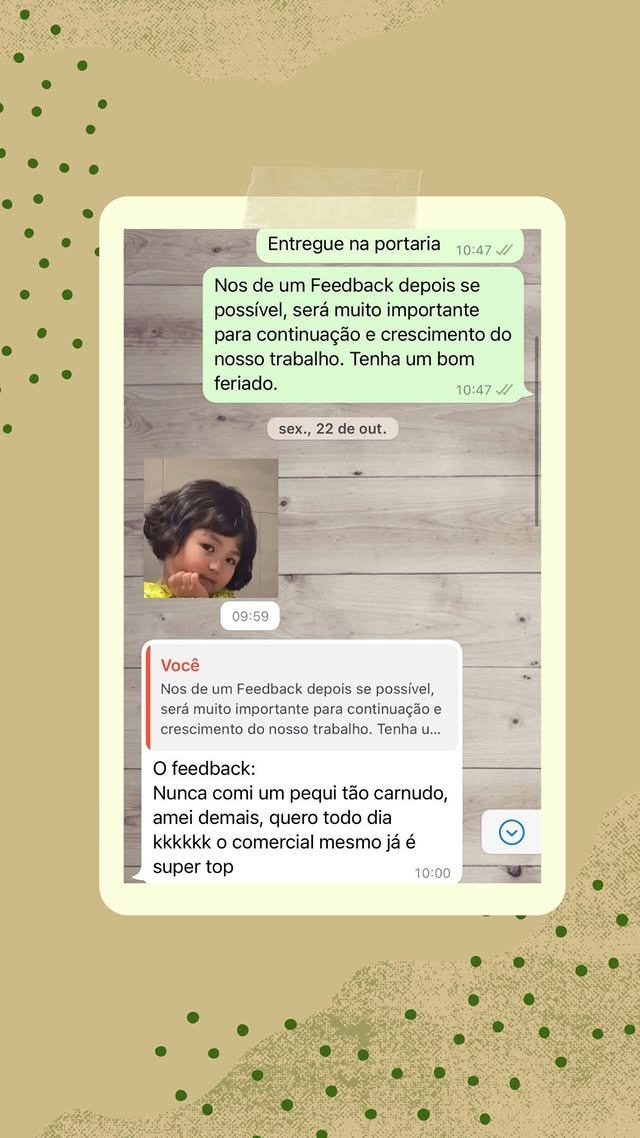 Entregue na portaria
10:47
Nos de um Feedback depois se
possível, será muito importante
para continuação e crescimento do
nosso trabalho. Tenha um bom
feriado.
10:47
sex., 22 de out.
09:59
Você
Nos de um Feedback depois se possível,
será muito importante para continuação e
crescimento do nosso trabalho. Tenha u...
O feedback:
Nunca comi um pequi tão carnudo,
amei demais, quero todo dia
kkkkkk o comercial mesmo já é
super top
10:00